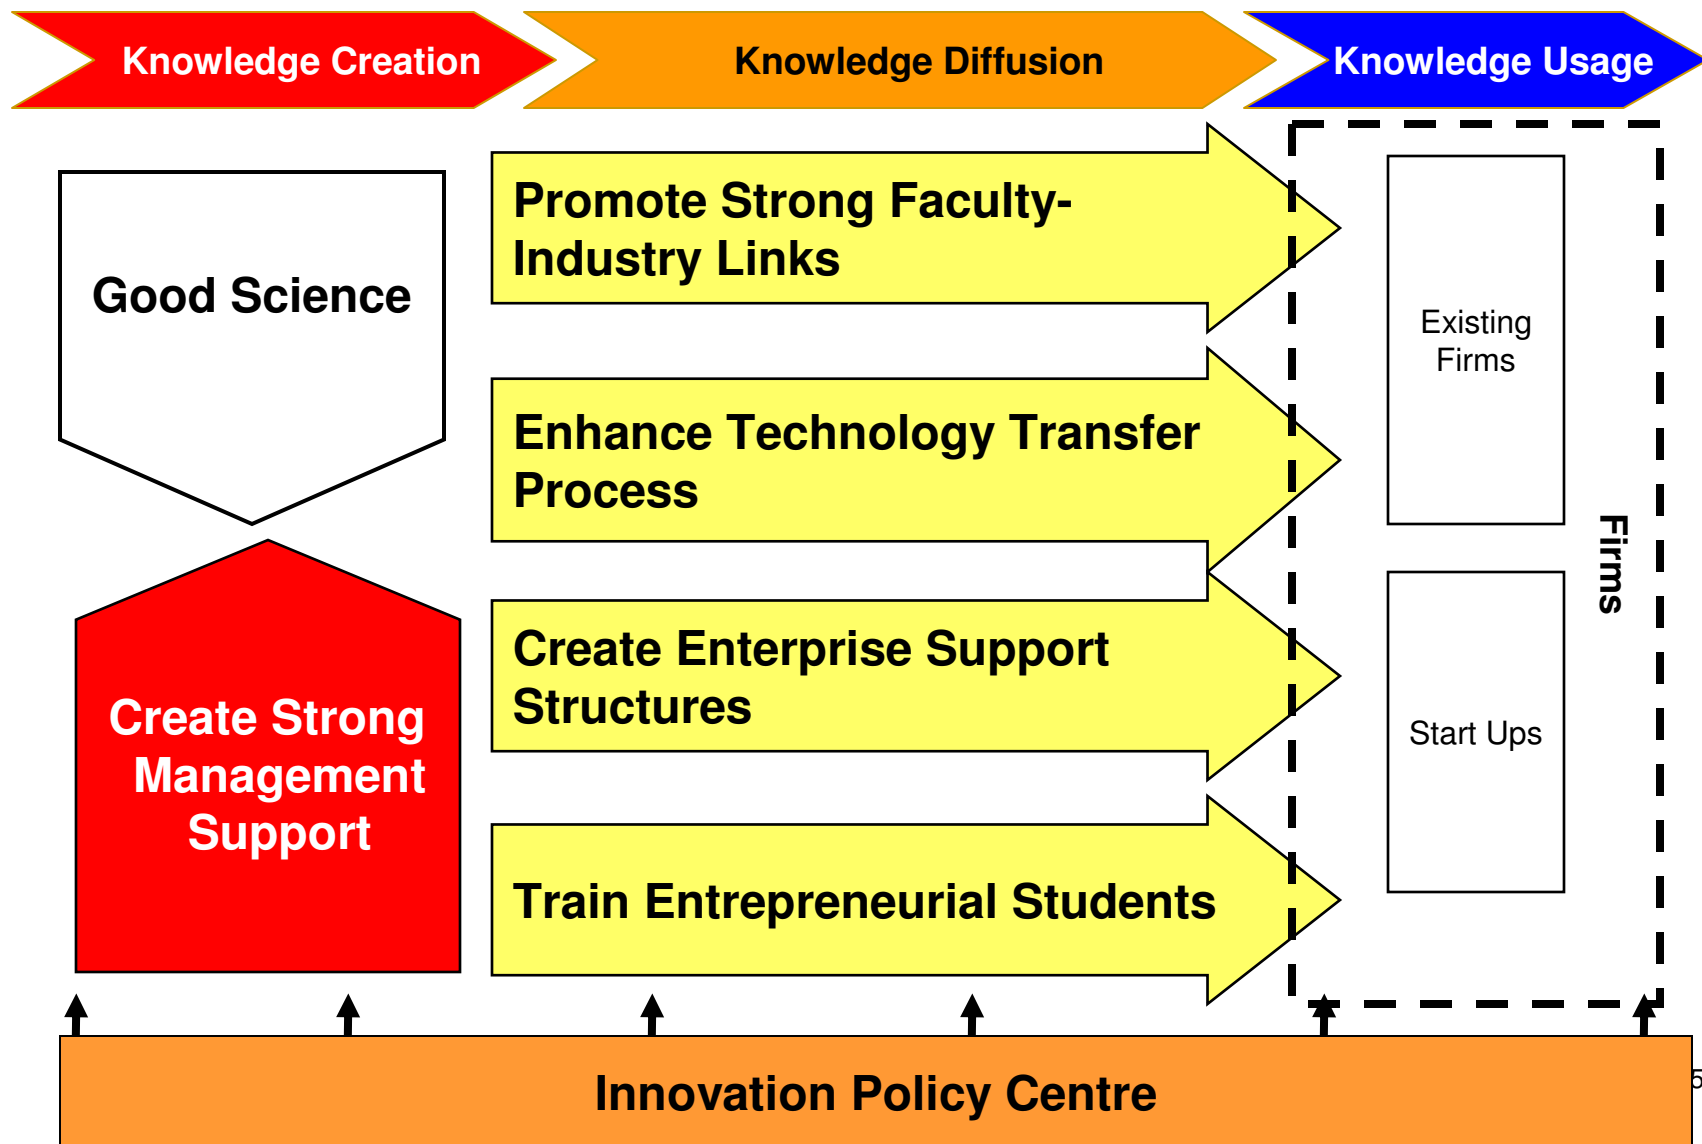 Knowledge Creation
Knowledge Diffusion
Knowledge Usage
Good Science
Create Strong
Management
Support
Promote Strong Faculty-
Industry Links
Enhance Technology Transfer
Process
Create Enterprise Support
Structures
Train Entrepreneurial Students
Existing
Firms
Start Ups
Firms
Innovation Policy Centre
5